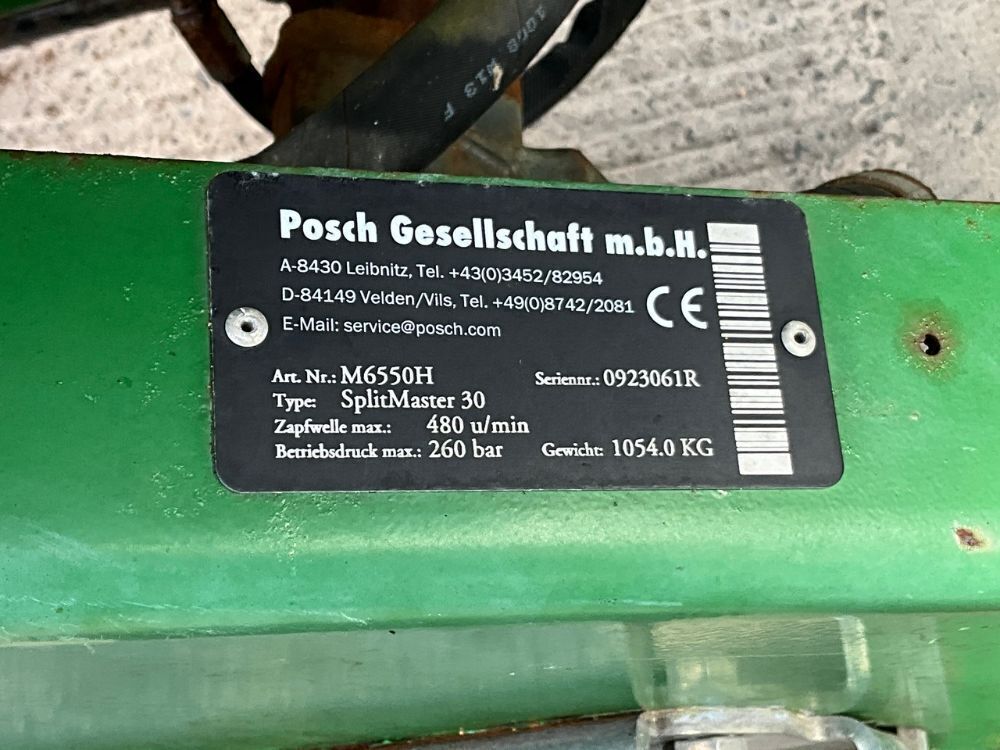 1008 W13 F
Posch Gesellschaft m.b.H.
A-8430 Leibnitz, Tel. +43(0)3452/82954
D-84149 Velden/Vils, Tel. +49(0)8742/2081
E-Mail: service@posch.com
CE
Art. Nr.: M6550H Seriennr.: 0923061R
Type: SplitMaster 30
Zapfwelle max.: 480 u/min
Betriebsdruck max.: 260 bar Gewicht: 1054.0 KG